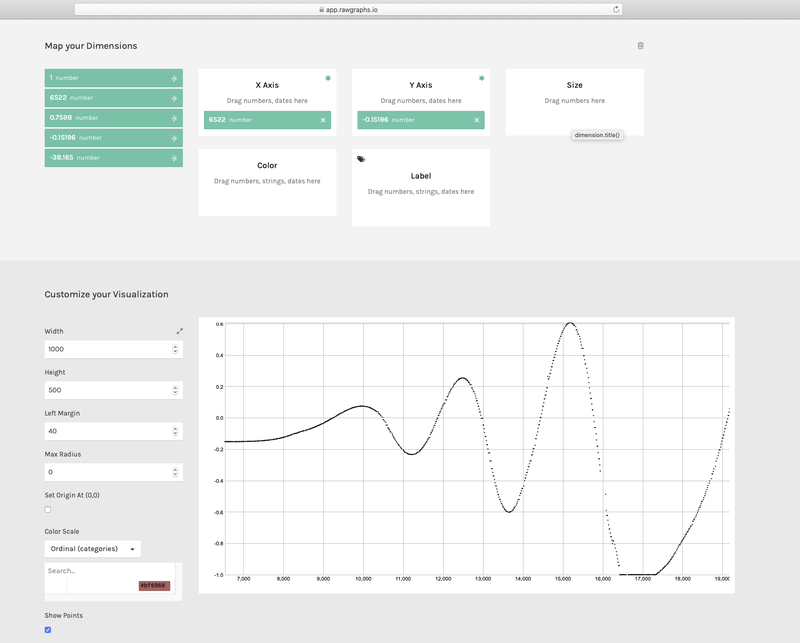 app.rawgraphs.io
Map your Dimensions
1 number
6522 number
0.7598 number
-0.15196 number
-38.165 number
X Axis
Drag numbers, dates here
6522 number
Y Axis
Drag numbers, dates here
-0.15196 number
Size
Drag numbers here
dimension.title()
Color
Drag numbers, strings, dates here
Label
Drag numbers, strings, dates here
Customize your Visualization
Width
1000
Height
500
Left Margin
40
Max Radius
0
Set Origin At (0,0)
Color Scale
Ordinal (categories)
Search...
#bf6969
Show Points
0.6
0.4
0.2
0.0
-0.2
-0.4
-0.6
-0.8
-1.0
7,000 8,000 9,000 10,000 11,000 12,000 13,000 14,000 15,000 16,000 17,000 18,000 19,000